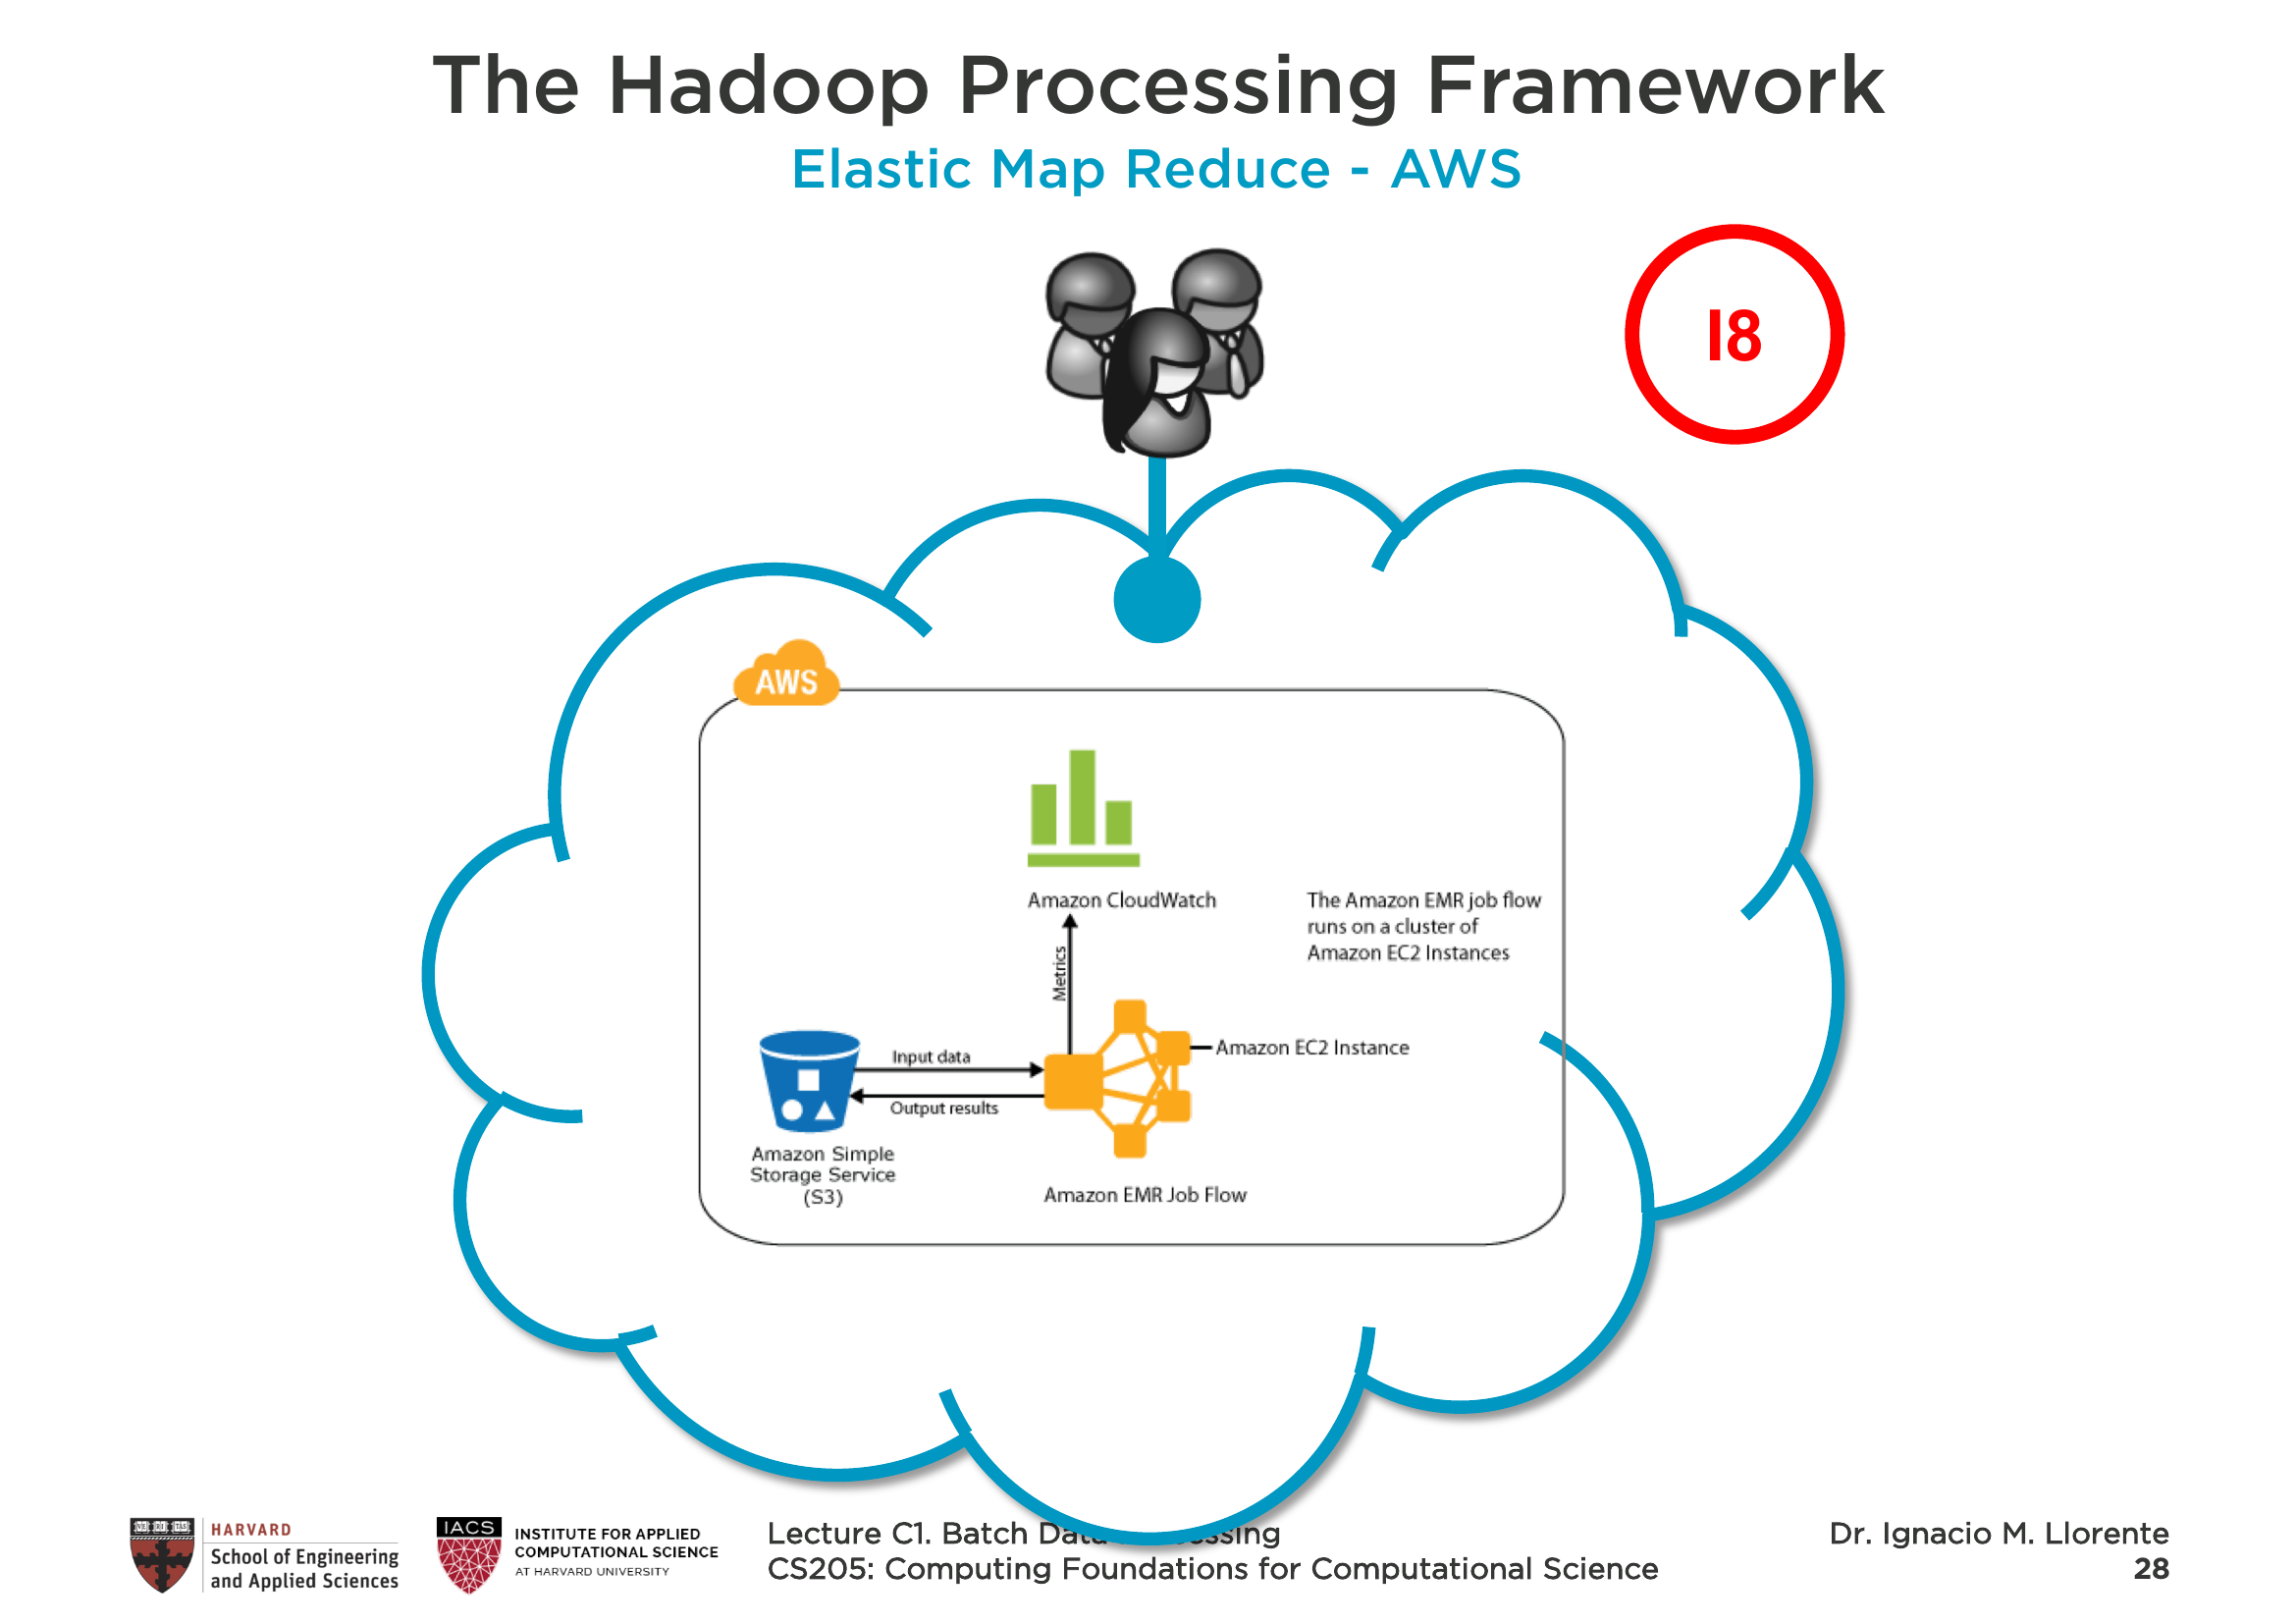 The Hadoop Processing Framework
Elastic Map Reduce - AWS
I8
AWS
Amazon CloudWatch
The Amazon EMR job flow
runs on a cluster of
Amazon EC2 Instances
Metrics
Input data
Output results
Amazon EC2 Instance
Amazon Simple
Storage Service
(S3)
Amazon EMR Job Flow
HARVARD
School of Engineering
and Applied Sciences
IACS
INSTITUTE FOR APPLIED
COMPUTATIONAL SCIENCE
AT HARVARD UNIVERSITY
Lecture C1. Batch Data Processing
CS205: Computing Foundations for Computational Science
Dr. Ignacio M. Llorente
28